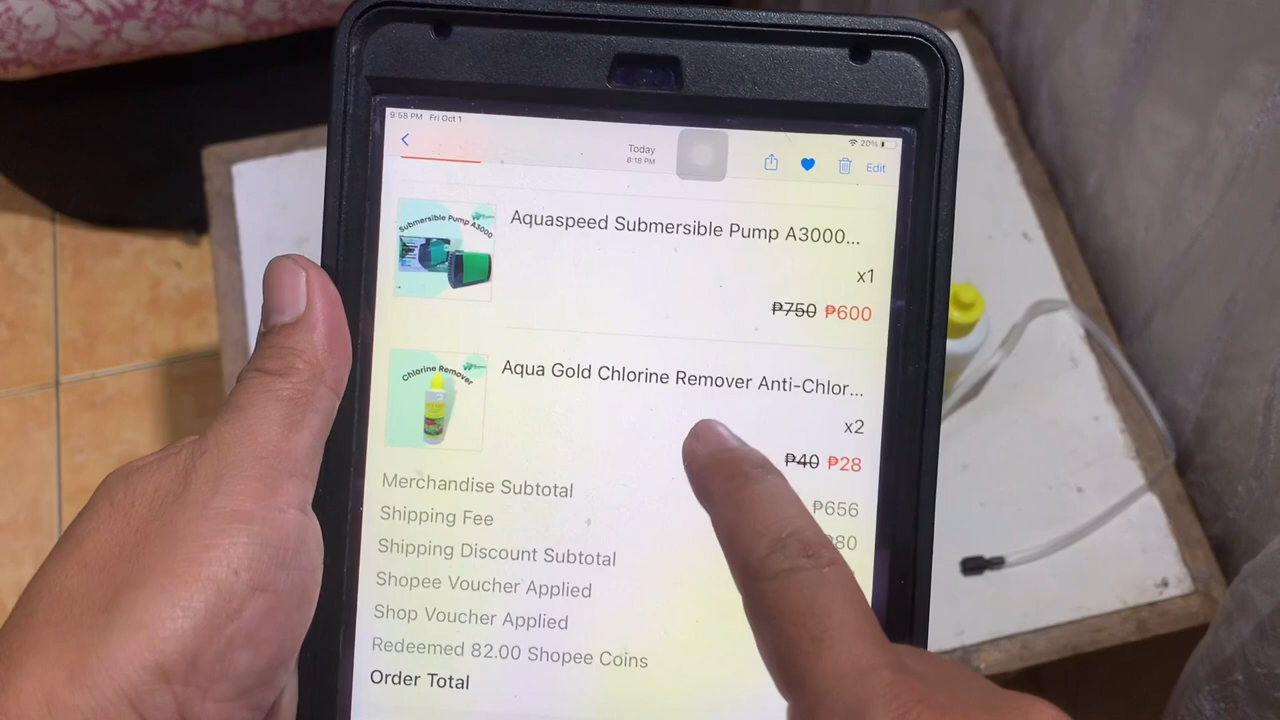 9:58 PM Fri Oct 1
20%
Today
8:18 PM
Edit
Submersible Pump A3000
Aquaspeed Submersible Pump A3000...
x1
₱750 ₱600
Chlorine Remover
Aqua Gold Chlorine Remover Anti-Chlor...
x2
₱40 ₱28
Merchandise Subtotal ₱656
Shipping Fee 80
Shipping Discount Subtotal
Shopee Voucher Applied
Shop Voucher Applied
Redeemed 82.00 Shopee Coins
Order Total